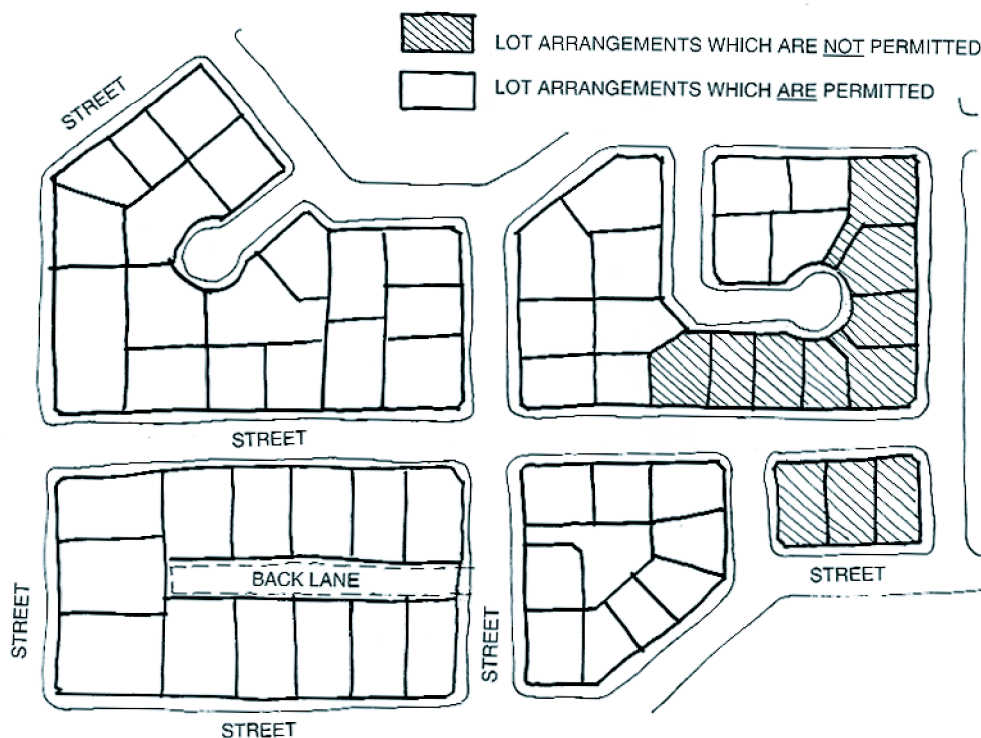 LOT ARRANGEMENTS WHICH ARE NOT PERMITTED
LOT ARRANGEMENTS WHICH ARE PERMITTED
STREET
STREET
BACK LANE
STREET
STREET
STREET
STREET